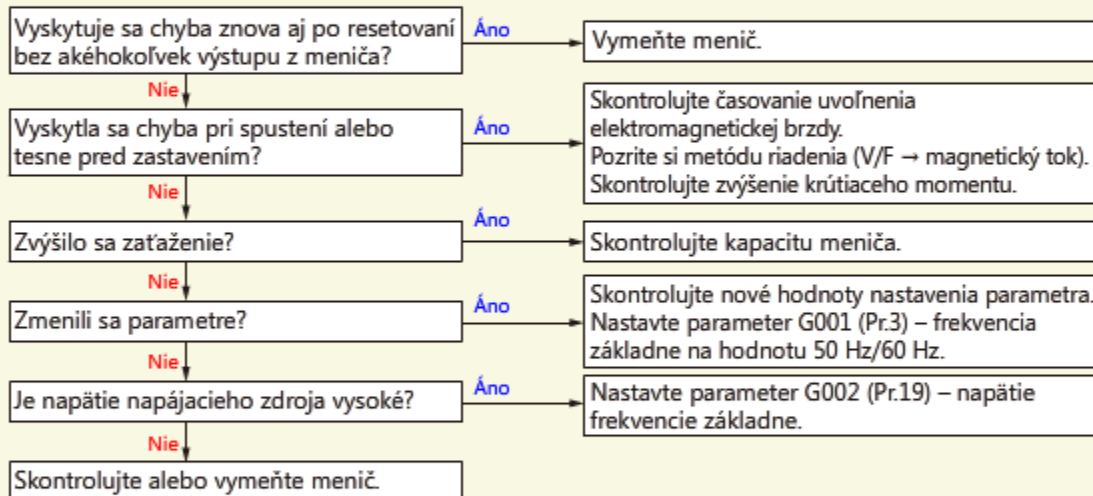 Vyskytuje sa chyba znova aj po resetovaní
bez akéhokoľvek výstupu z meniča?
Áno
Vymeňte menič.
Nie
Vyskytla sa chyba pri spustení alebo
tesne pred zastavením?
Áno
Skontrolujte časovanie uvoľnenia
elektromagnetickej brzdy.
Pozrite si metódu riadenia (V/F → magnetický tok).
Skontrolujte zvýšenie krútiaceho momentu.
Nie
Zvýšilo sa zaťaženie?
Áno
Skontrolujte kapacitu meniča.
Nie
Zmenili sa parametre?
Áno
Skontrolujte nové hodnoty nastavenia parametra.
Nastavte parameter G001 (Pr.3) – frekvencia
základne na hodnotu 50 Hz/60 Hz.
Nie
Je napätie napájacieho zdroja vysoké?
Áno
Nastavte parameter G002 (Pr.19) – napätie
frekvencie základne.
Nie
Skontrolujte alebo vymeňte menič.